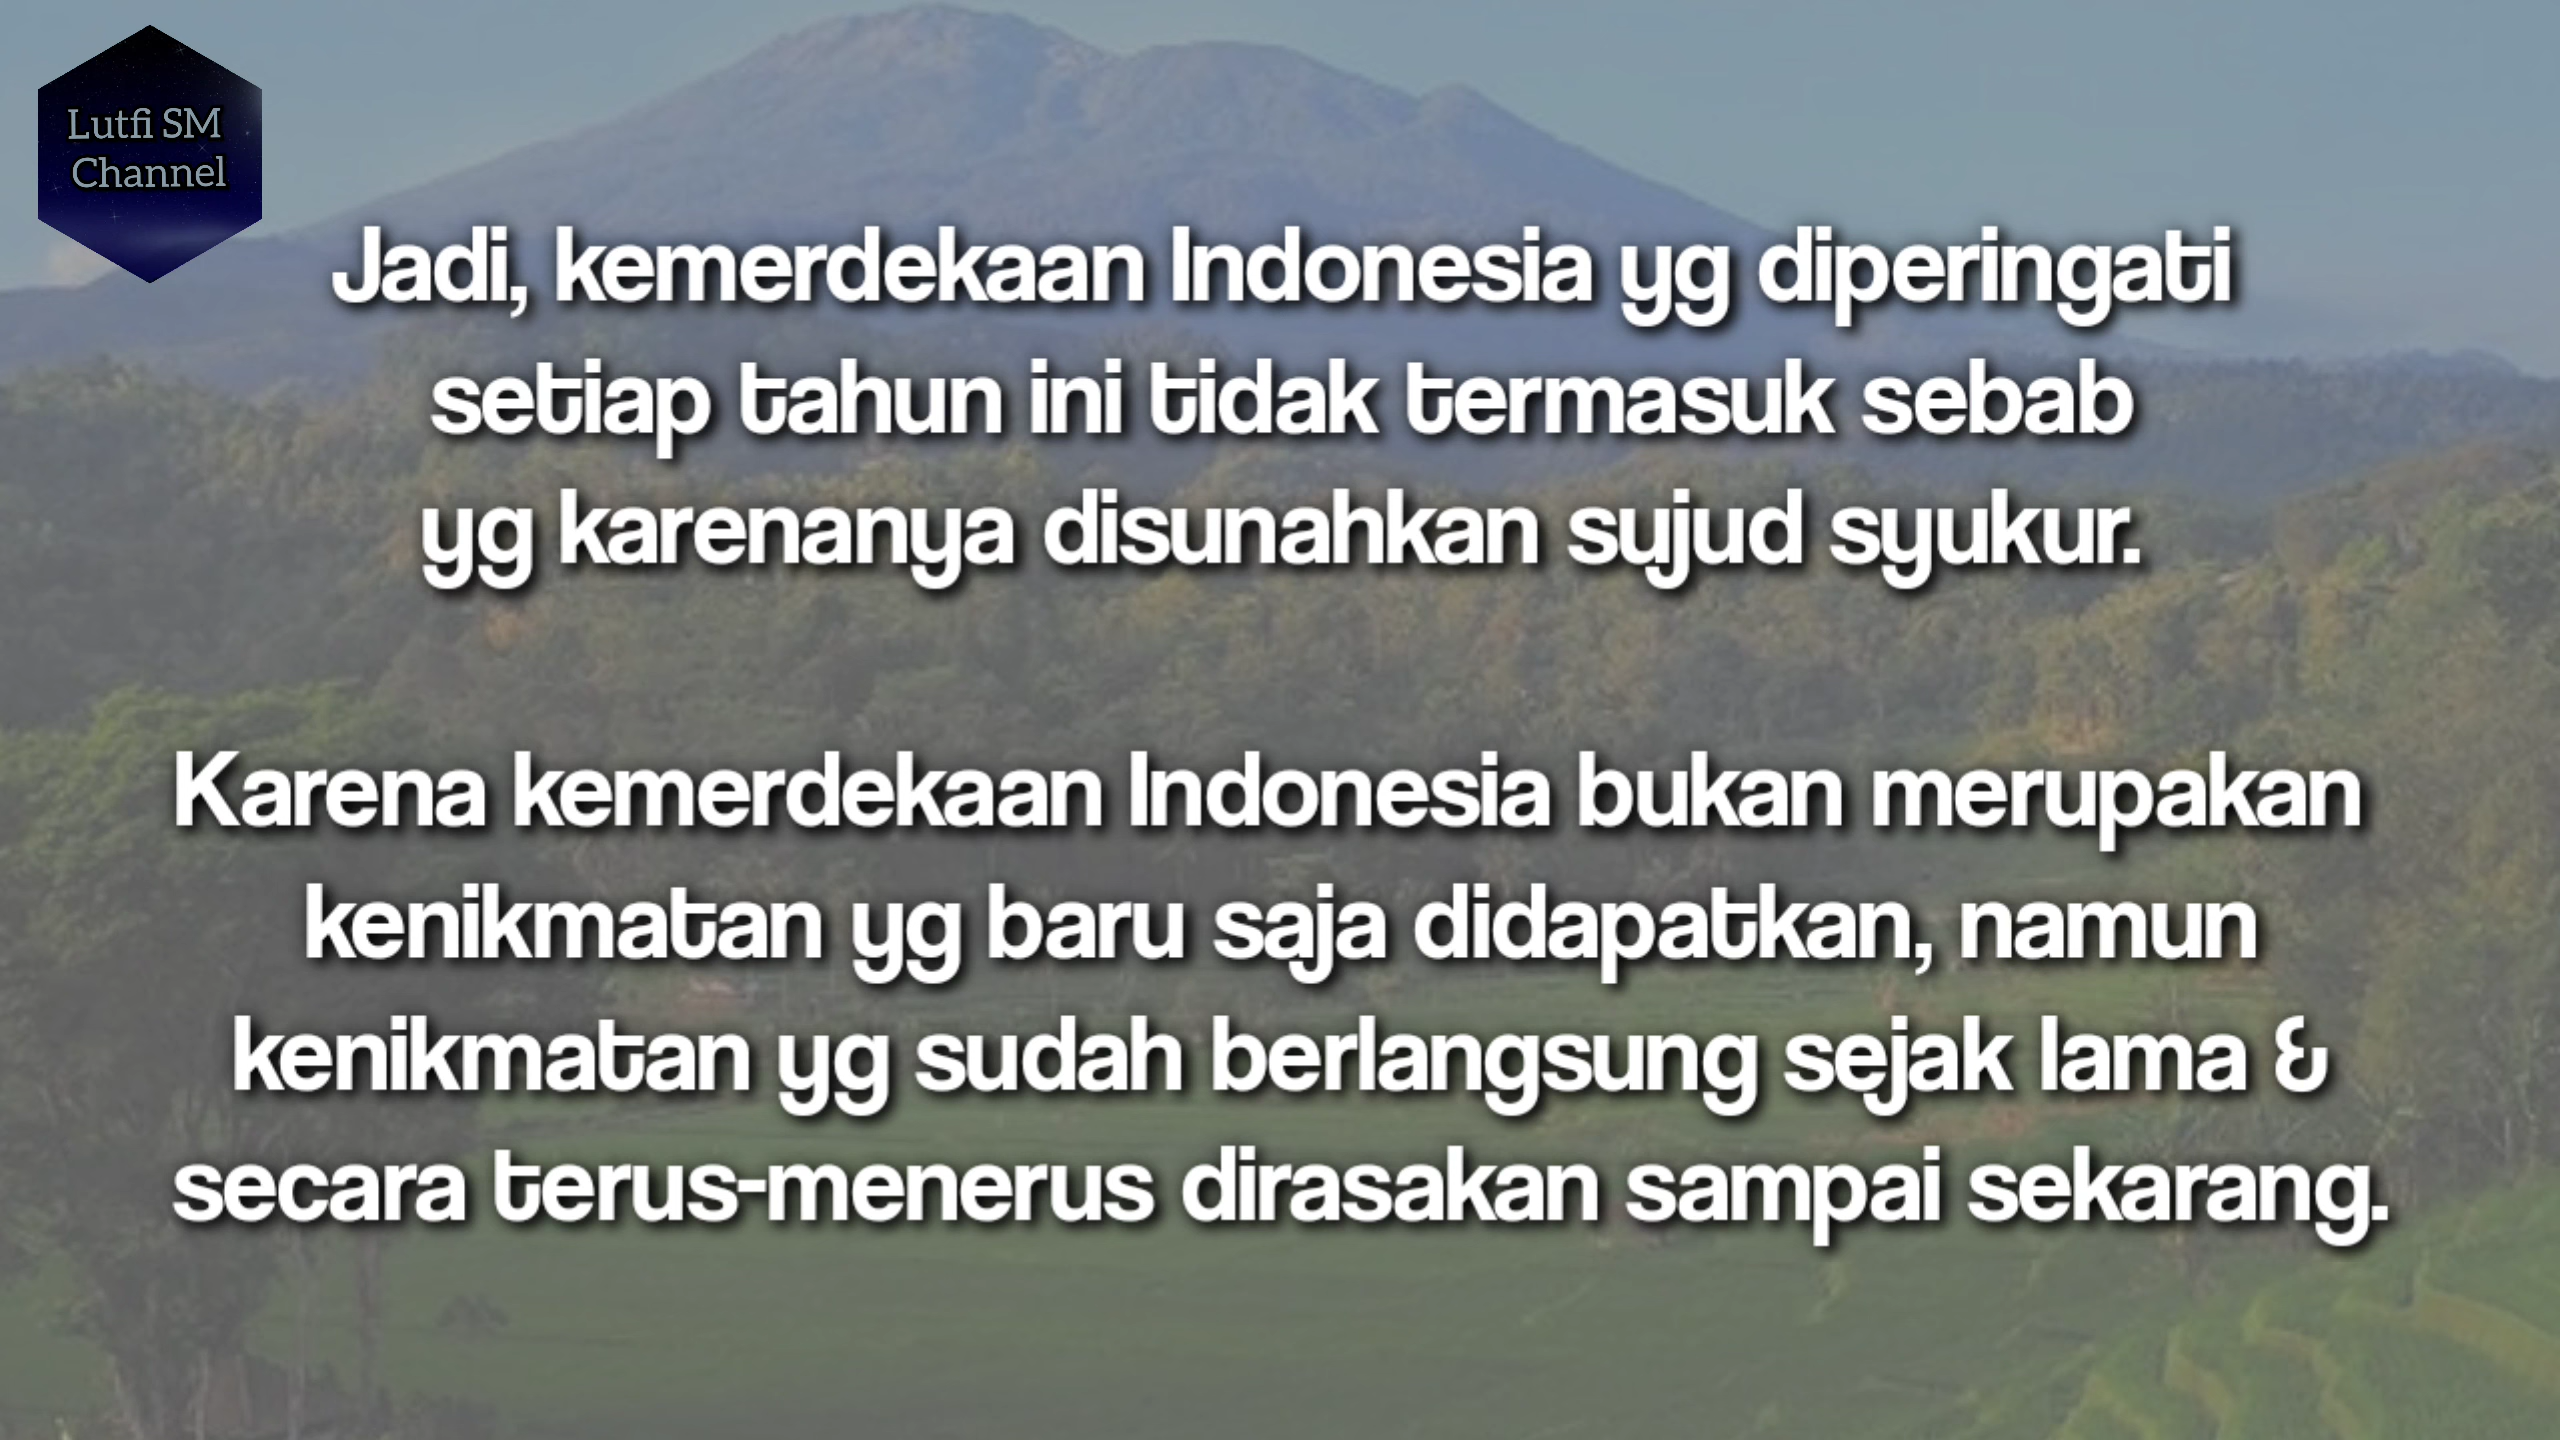 Lutfi SM
Channel
Jadi, kemerdekaan Indonesia yg diperingati
setiap tahun ini tidak termasuk sebab
yg karenanya disunahkan sujud syukur.
Karena kemerdekaan Indonesia bukan merupakan
kenikmatan yg baru saja didapatkan, namun
kenikmatan yg sudah berlangsung sejak lama &
secara terus-menerus dirasakan sampai sekarang.